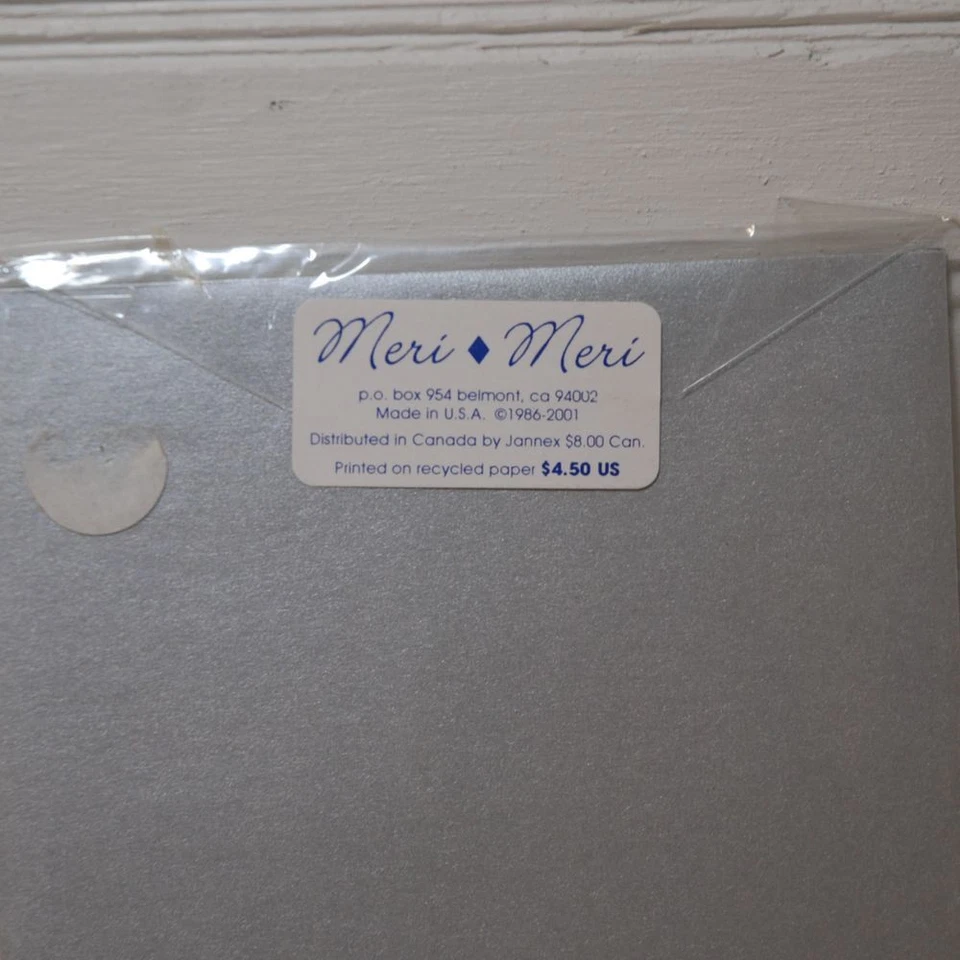 Meri ♦ Meri
p.o. box 954 belmont, ca 94002
Made in U.S.A. ©1986-2001
Distributed in Canada by Jannex $8.00 Can.
Printed on recycled paper $4.50 US